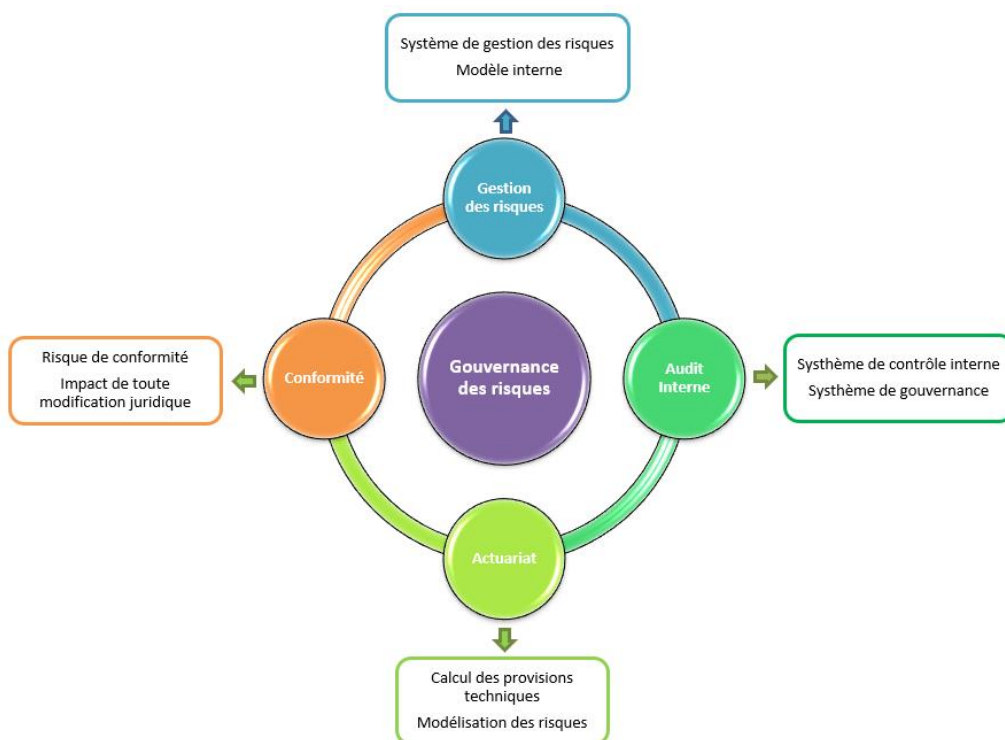 Système de gestion des risques
Modèle interne
Gestion
des risques
Risque de conformité
Impact de toute
modification juridique
Conformité
Gouvernance
des risques
Audit
Interne
Systhème de contrôle interne
Systhème de gouvernance
Actuariat
Calcul des provisions
techniques
Modélisation des risques